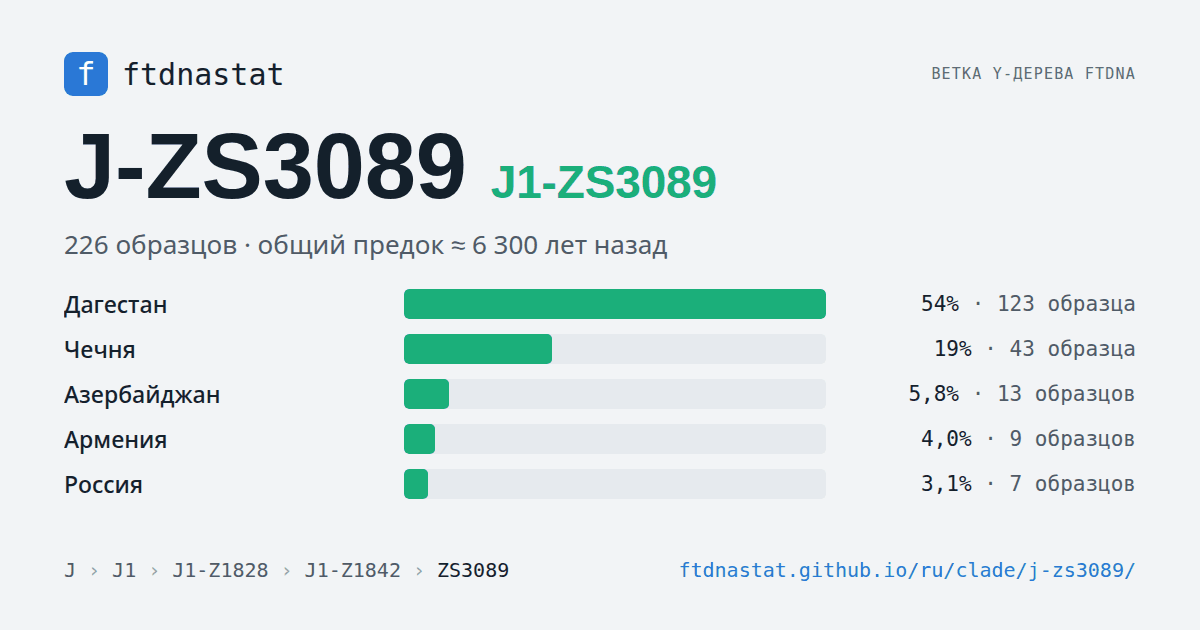 f ftdnastat
ВЕТКА Y-ДЕРЕВА FTDNA
J-ZS3089 J1-ZS3089
226 образцов · общий предок ≈ 6 300 лет назад
Дагестан 54% · 123 образца
Чечня 19% · 43 образца
Азербайджан 5,8% · 13 образцов
Армения 4,0% · 9 образцов
Россия 3,1% · 7 образцов
J › J1 › J1-Z1828 › J1-Z1842 › ZS3089
ftdnastat.github.io/ru/clade/j-zs3089/